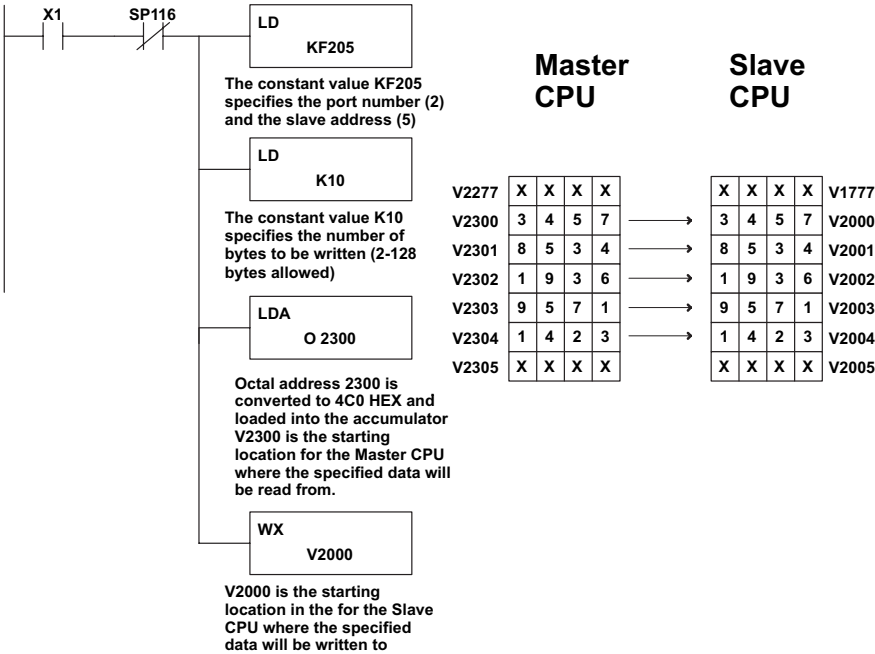 X1 SP116
LD
KF205
The constant value KF205
specifies the port number (2)
and the slave address (5)
LD
K10
The constant value K10
specifies the number of
bytes to be written (2-128
bytes allowed)
LDA
O 2300
Octal address 2300 is
converted to 4C0 HEX and
loaded into the accumulator
V2300 is the starting
location for the Master CPU
where the specified data will
be read from.
WX
V2000
V2000 is the starting
location in the for the Slave
CPU where the specified
data will be written to
Master
CPU
Slave
CPU
V2277 X X X X X X X X V1777
V2300 3 4 5 7 3 4 5 7 V2000
V2301 8 5 3 4 8 5 3 4 V2001
V2302 1 9 3 6 1 9 3 6 V2002
V2303 9 5 7 1 9 5 7 1 V2003
V2304 1 4 2 3 1 4 2 3 V2004
V2305 X X X X X X X X V2005